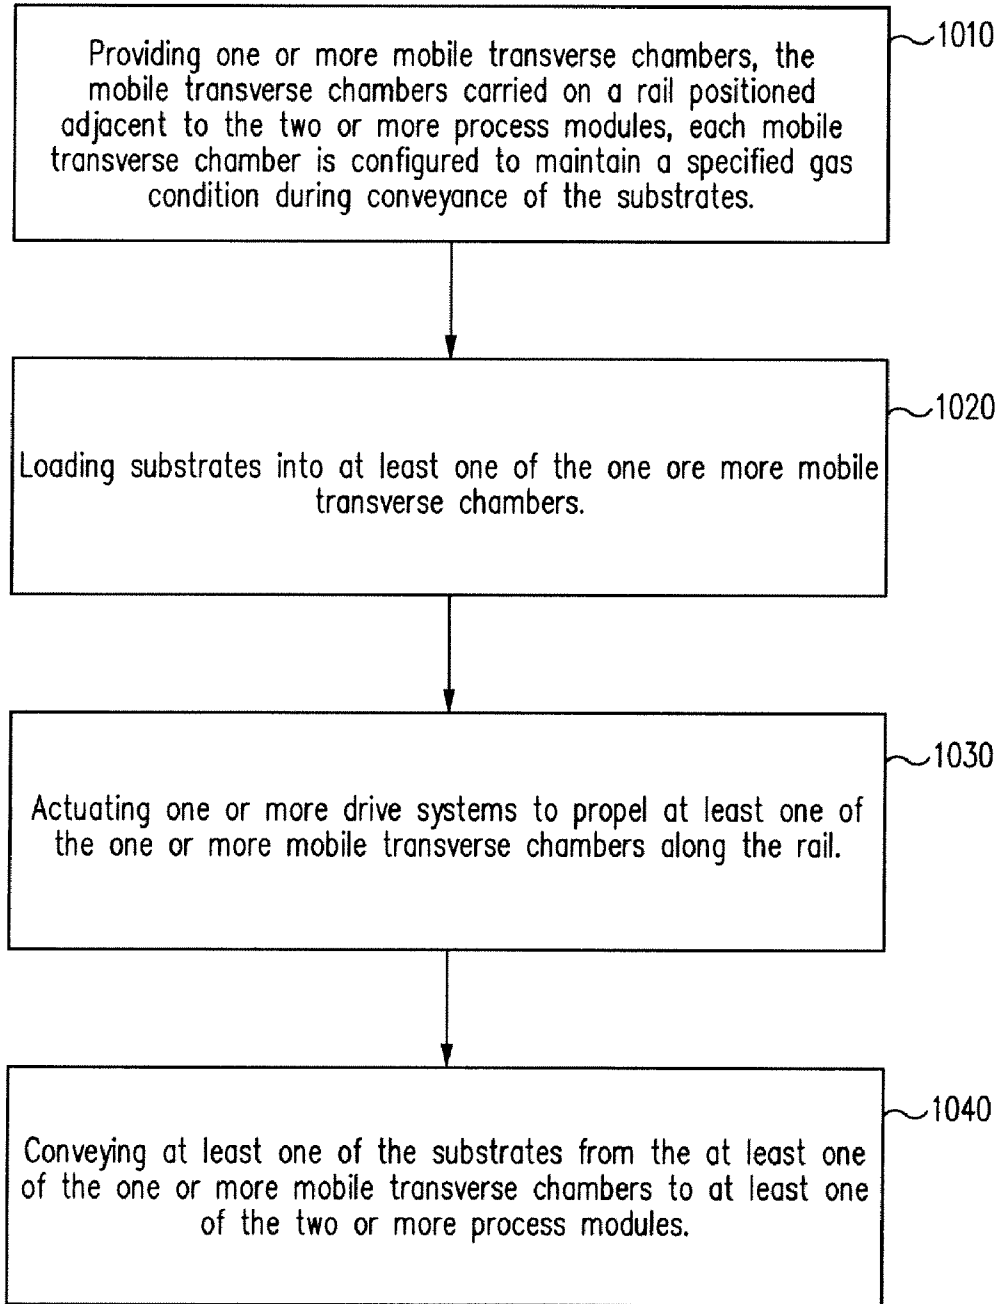 Providing one or more mobile transverse chambers, the
mobile transverse chambers carried on a rail positioned
adjacent to the two or more process modules, each mobile
transverse chamber is configured to maintain a specified gas
condition during conveyance of the substrates.
1010
Loading substrates into at least one of the one ore more mobile
transverse chambers.
1020
Actuating one or more drive systems to propel at least one of
the one or more mobile transverse chambers along the rail.
1030
Conveying at least one of the substrates from the at least one
of the one or more mobile transverse chambers to at least one
of the two or more process modules.
1040